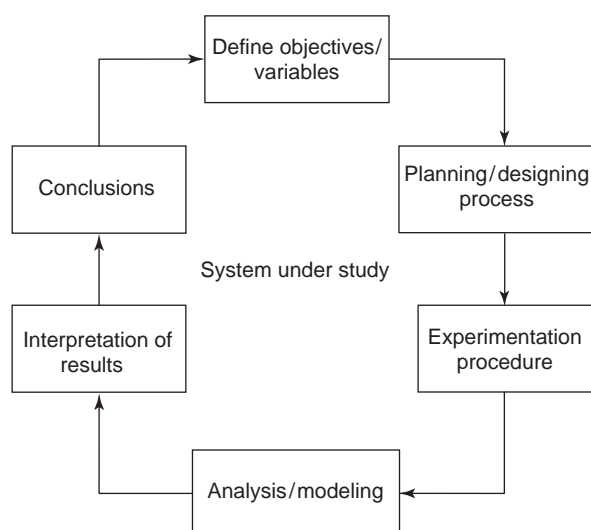 Define objectives/
variables
Planning/designing
process
Experimentation
procedure
Analysis/modeling
Interpretation of
results
Conclusions
System under study